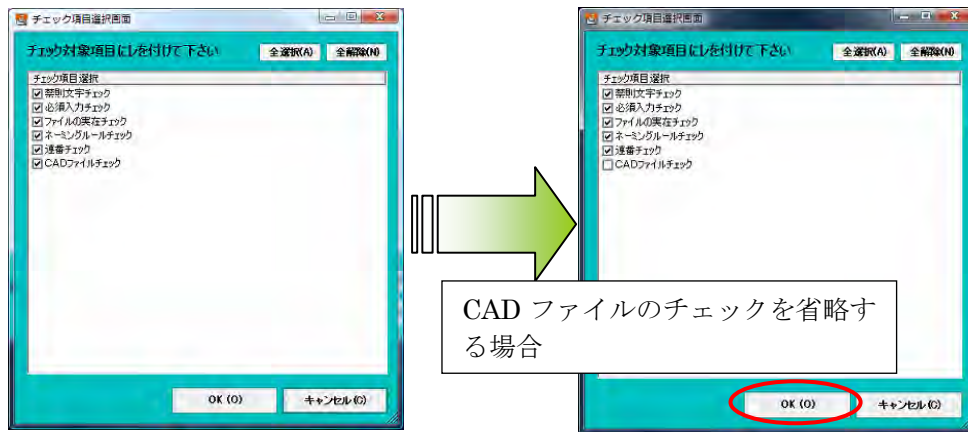 チェック項目選択画面
チェック対象項目にレを付けて下さい
全選択(A)
全解除(N)
チェック項目選択
禁則文字チェック
必須入力チェック
ファイルの実在チェック
ネーミングルールチェック
連番チェック
CADファイルチェック
OK (O)
キャンセル(C)
チェック項目選択画面
チェック対象項目にレを付けて下さい
全選択(A)
全解除(N)
チェック項目選択
禁則文字チェック
必須入力チェック
ファイルの実在チェック
ネーミングルールチェック
連番チェック
CADファイルチェック
CAD ファイルのチェックを省略す
る場合
OK (O)
キャンセル(C)